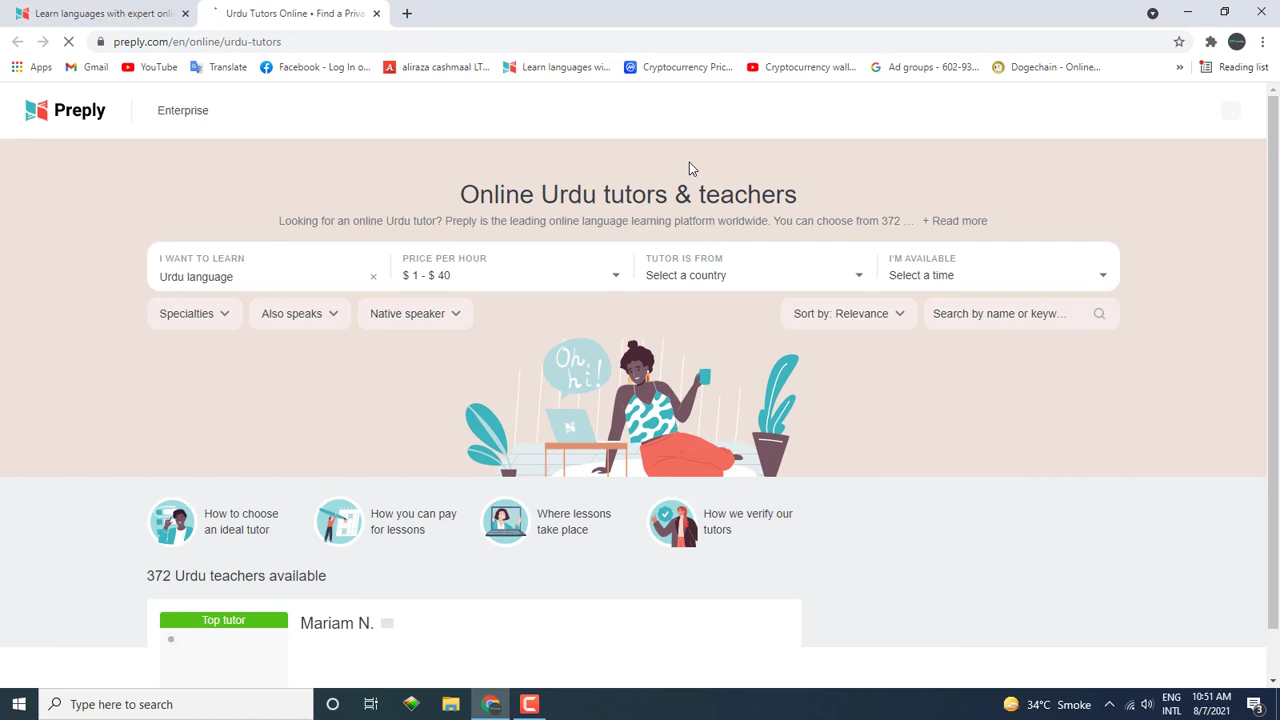 Learn languages with expert onlin
Urdu Tutors Online • Find a Priva
preply.com/en/online/urdu-tutors
Apps
Gmail
YouTube
Translate
Facebook - Log In o...
aliraza cashmaal LT...
Learn languages wi...
Cryptocurrency Pric...
Cryptocurrency wall...
Ad groups - 602-93...
Dogechain - Online...
»
Reading list
Preply
Enterprise
Online Urdu tutors & teachers
Looking for an online Urdu tutor? Preply is the leading online language learning platform worldwide. You can choose from 372 ... + Read more
I WANT TO LEARN
Urdu language
PRICE PER HOUR
$ 1 - $ 40
TUTOR IS FROM
Select a country
I'M AVAILABLE
Select a time
Specialties
Also speaks
Native speaker
Sort by: Relevance
Search by name or keyw...
Oh,
hi!
How to choose
an ideal tutor
How you can pay
for lessons
Where lessons
take place
How we verify our
tutors
372 Urdu teachers available
Top tutor
Mariam N.
Type here to search
34°C Smoke
ENG
INTL
10:51 AM
8/7/2021
3